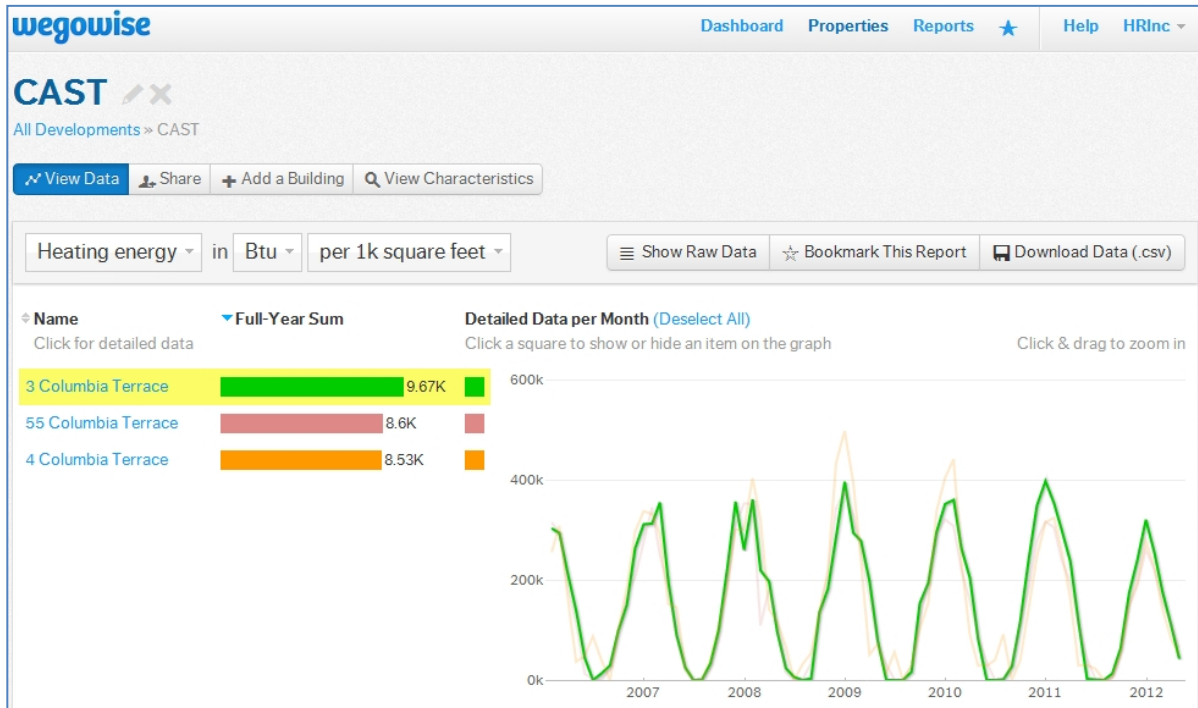 wegowise
Dashboard Properties Reports Help HRInc
CAST
All Developments » CAST
View Data Share Add a Building View Characteristics
Heating energy in Btu per 1k square feet Show Raw Data Bookmark This Report Download Data (.csv)
Name Full-Year Sum Detailed Data per Month (Deselect All)
Click for detailed data Click a square to show or hide an item on the graph Click & drag to zoom in
3 Columbia Terrace 9.67K
55 Columbia Terrace 8.6K
4 Columbia Terrace 8.53K
600k
400k
200k
0k
2007 2008 2009 2010 2011 2012